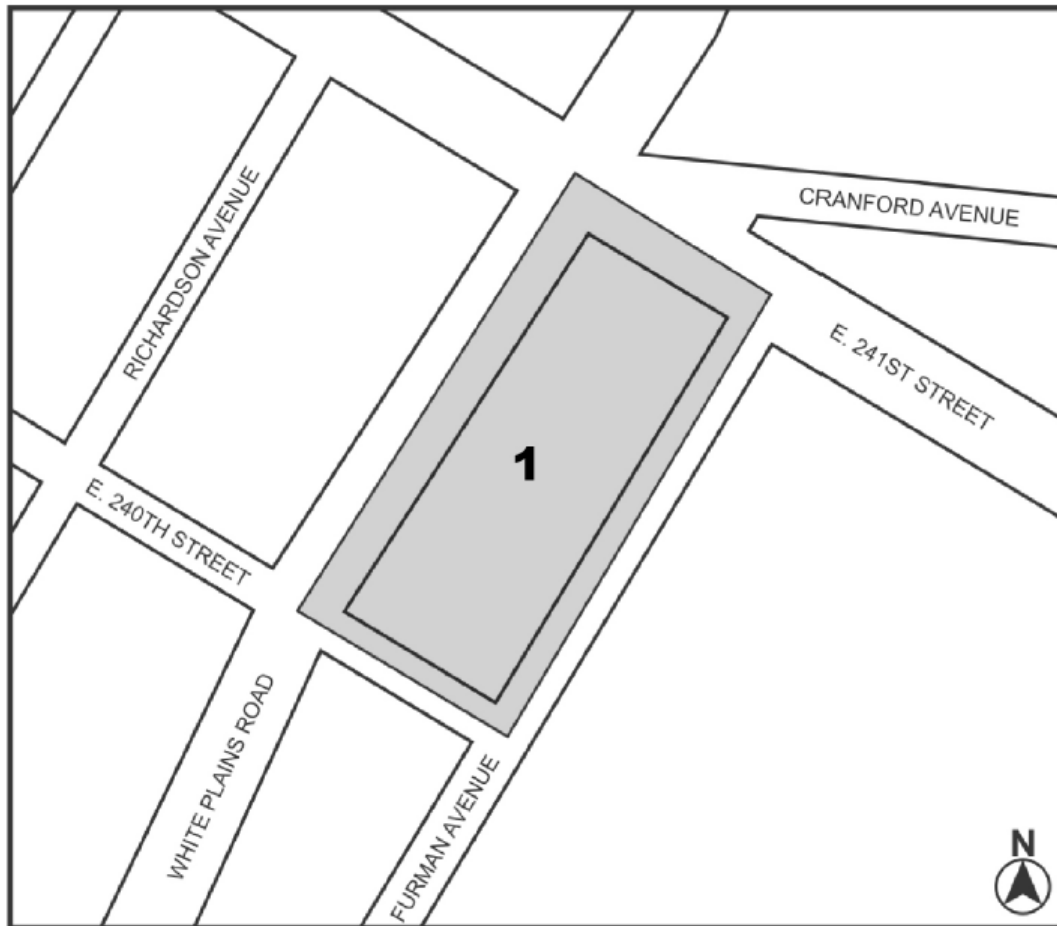 CRANFORD AVENUE
RICHARDSON AVENUE
E. 241ST STREET
1
E. 240TH STREET
WHITE PLAINS ROAD
FURMAN AVENUE
N